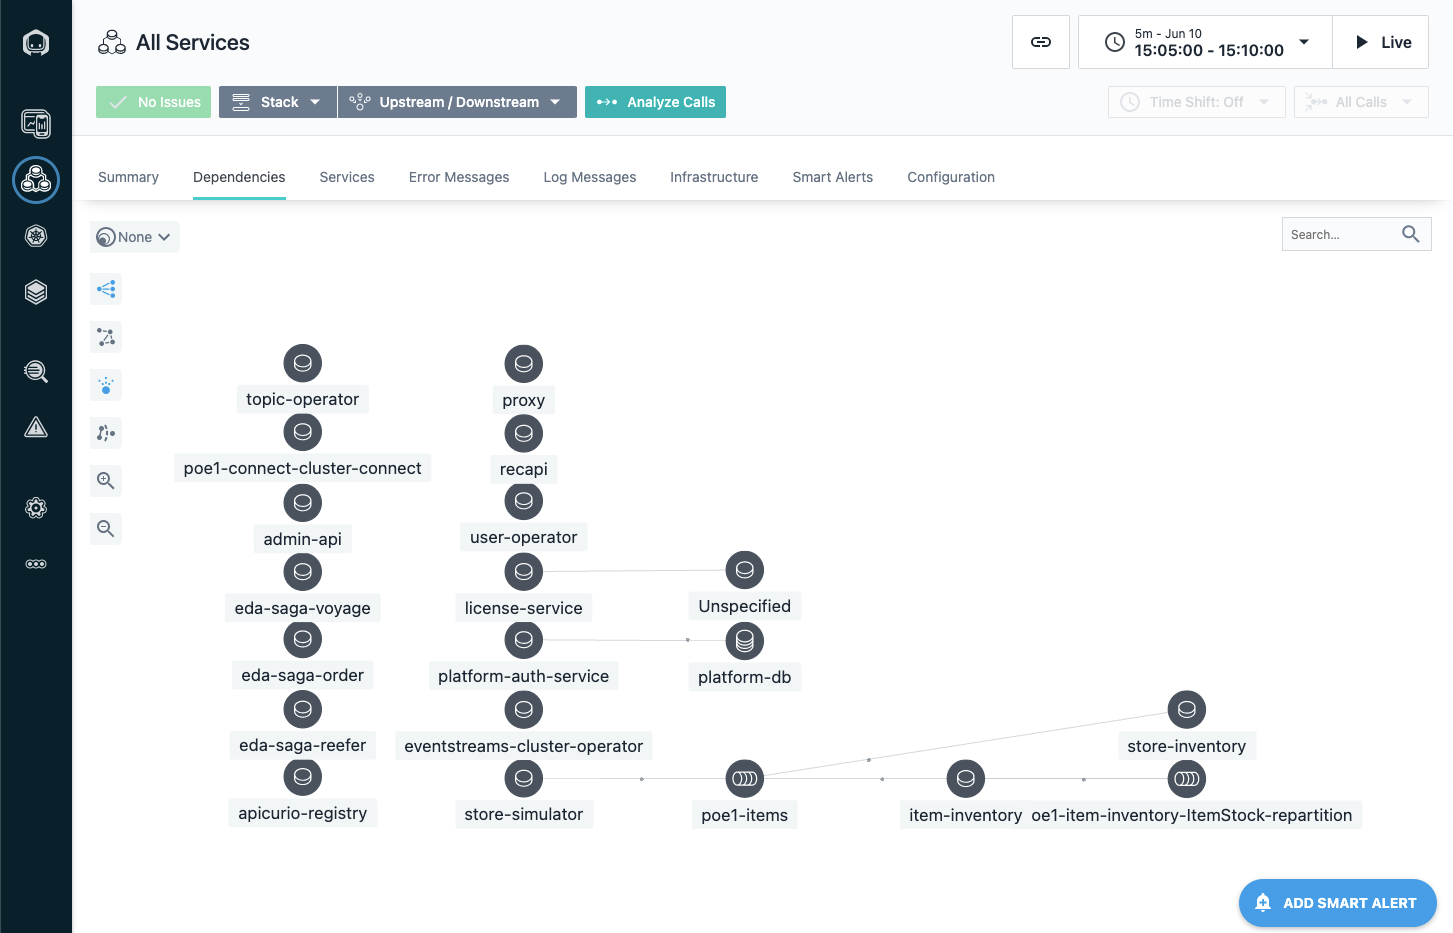 All Services
5m - Jun 10
15:05:00 - 15:10:00
Live
No Issues
Stack
Upstream / Downstream
Analyze Calls
Time Shift: Off
All Calls
Summary
Dependencies
Services
Error Messages
Log Messages
Infrastructure
Smart Alerts
Configuration
None
Search...
topic-operator
proxy
poe1-connect-cluster-connect
recapi
admin-api
user-operator
eda-saga-voyage
license-service
Unspecified
eda-saga-order
platform-auth-service
platform-db
eda-saga-reefer
eventstreams-cluster-operator
store-inventory
apicurio-registry
store-simulator
poe1-items
item-inventory
oe1-item-inventory-ItemStock-repartition
ADD SMART ALERT